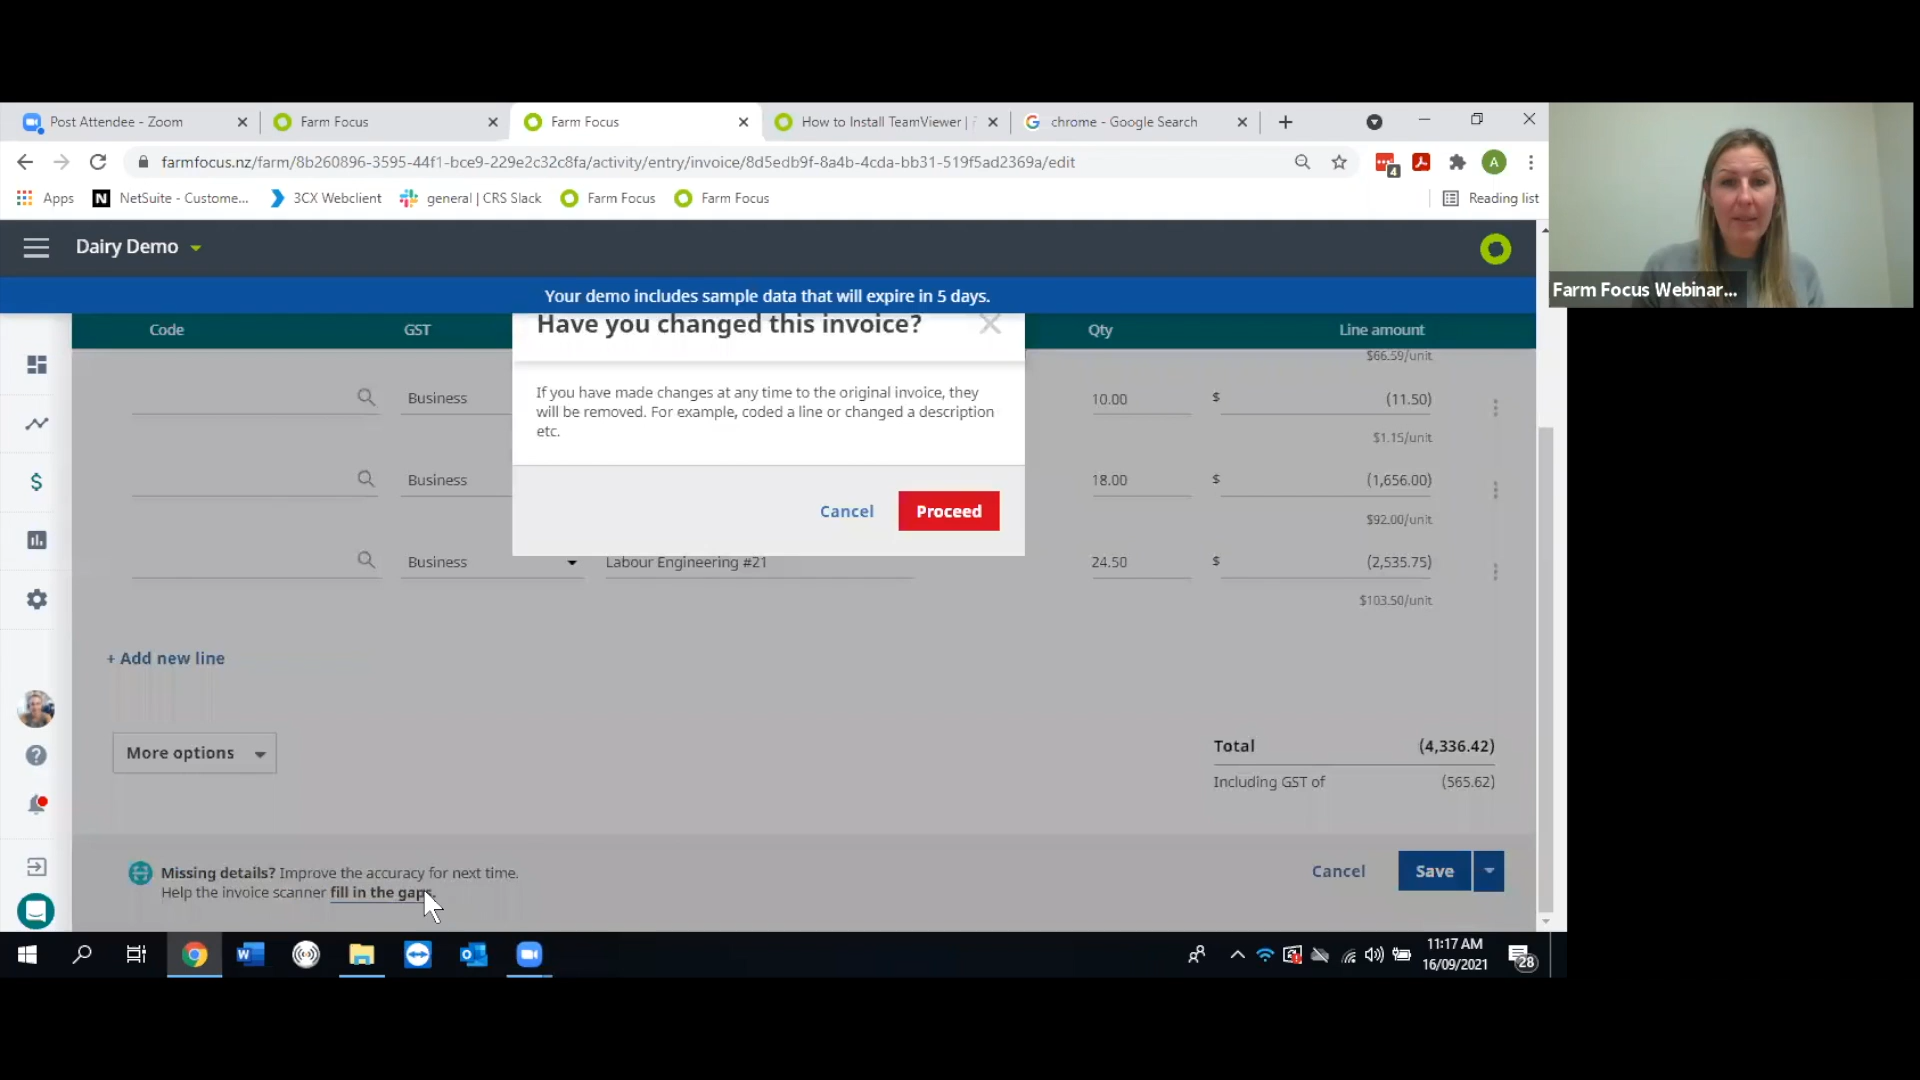 Post Attendee - Zoom
Farm Focus
Farm Focus
How to Install TeamViewer |
chrome - Google Search
farmfocus.nz/farm/8b260896-3595-44f1-bce9-229e2c32c8fa/activity/entry/invoice/8d5edb9f-8a4b-4cda-bb31-519f5ad2369a/edit
4
A
Apps
NetSuite - Custome...
3CX Webclient
general | CRS Slack
Farm Focus
Farm Focus
Reading list
Dairy Demo
Farm Focus Webinar...
Your demo includes sample data that will expire in 5 days.
Code GST Qty Line amount
Have you changed this invoice?
$66.59/unit
If you have made changes at any time to the original invoice, they
will be removed. For example, coded a line or changed a description
etc.
Business 10.00 $ (11.50)
$1.15/unit
Business 18.00 $ (1,656.00)
$92.00/unit
Cancel Proceed
Business Labour Engineering #21 24.50 $ (2,535.75)
$103.50/unit
+ Add new line
More options
Total (4,336.42)
Including GST of (565.62)
Missing details? Improve the accuracy for next time.
Help the invoice scanner fill in the gaps.
Cancel Save
11:17 AM
16/09/2021
28